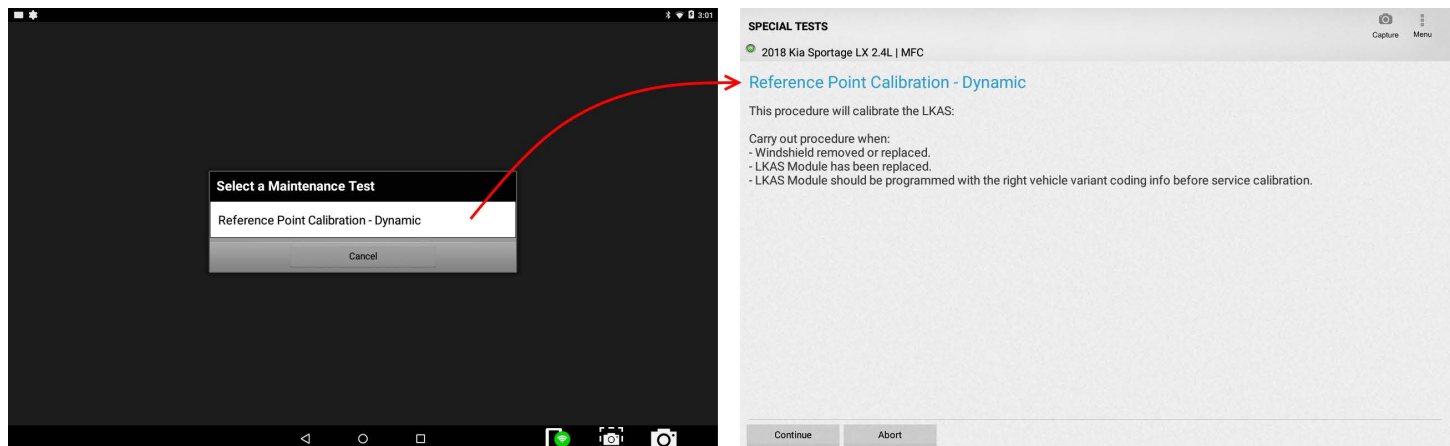 3:01
Select a Maintenance Test
Reference Point Calibration - Dynamic
Cancel
SPECIAL TESTS
Capture Menu
2018 Kia Sportage LX 2.4L | MFC
Reference Point Calibration - Dynamic
This procedure will calibrate the LKAS:
Carry out procedure when:
- Windshield removed or replaced.
- LKAS Module has been replaced.
- LKAS Module should be programmed with the right vehicle variant coding info before service calibration.
Continue Abort